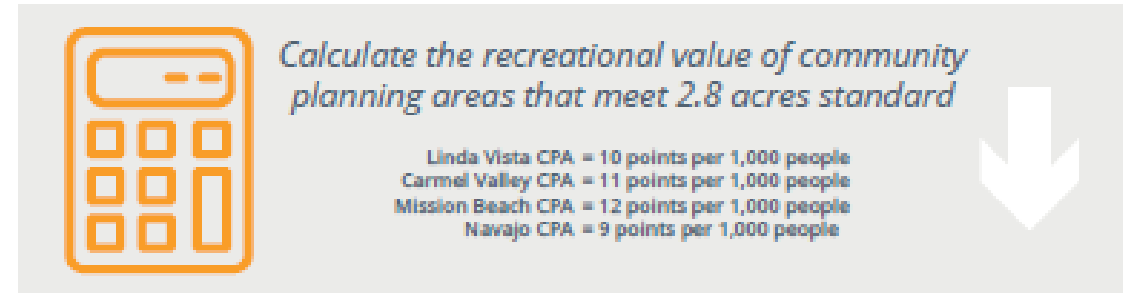 Calculate the recreational value of community
planning areas that meet 2.8 acres standard
Linda Vista CPA = 10 points per 1,000 people
Carmel Valley CPA = 11 points per 1,000 people
Mission Beach CPA = 12 points per 1,000 people
Navajo CPA = 9 points per 1,000 people